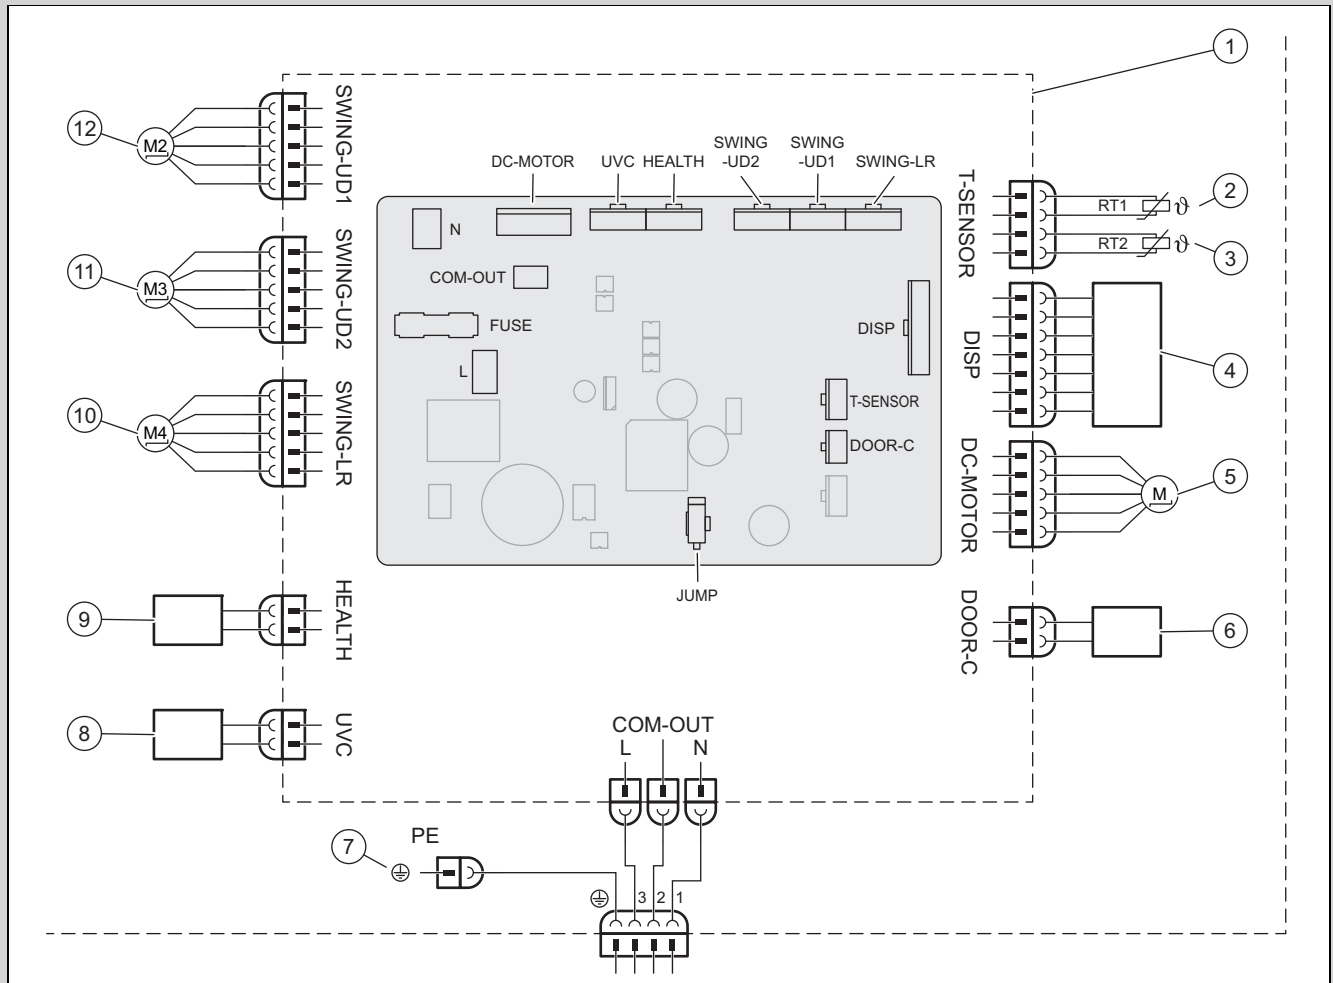 1
12
M2
SWING-UD1
SWING
-UD2
SWING
-UD1
DC-MOTOR
UVC
HEALTH
SWING-LR
T-SENSOR
RT1
ϑ
2
RT2
ϑ
3
N
COM-OUT
FUSE
L
DISP
T-SENSOR
DOOR-C
JUMP
11
M3
SWING-UD2
DISP
4
10
M4
SWING-LR
DC-MOTOR
M
5
9
HEALTH
DOOR-C
6
8
UVC
COM-OUT
L
N
7
PE
3
2
1